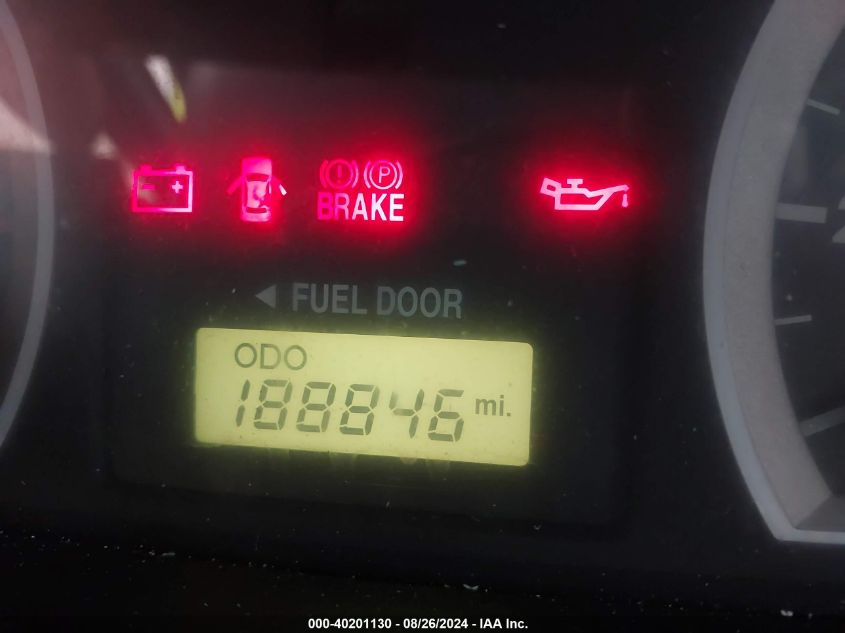 (!) (P)
BRAKE
◀ FUEL DOOR
ODO
188846 mi.
000-40201130 - 08/26/2024 - IAA Inc.